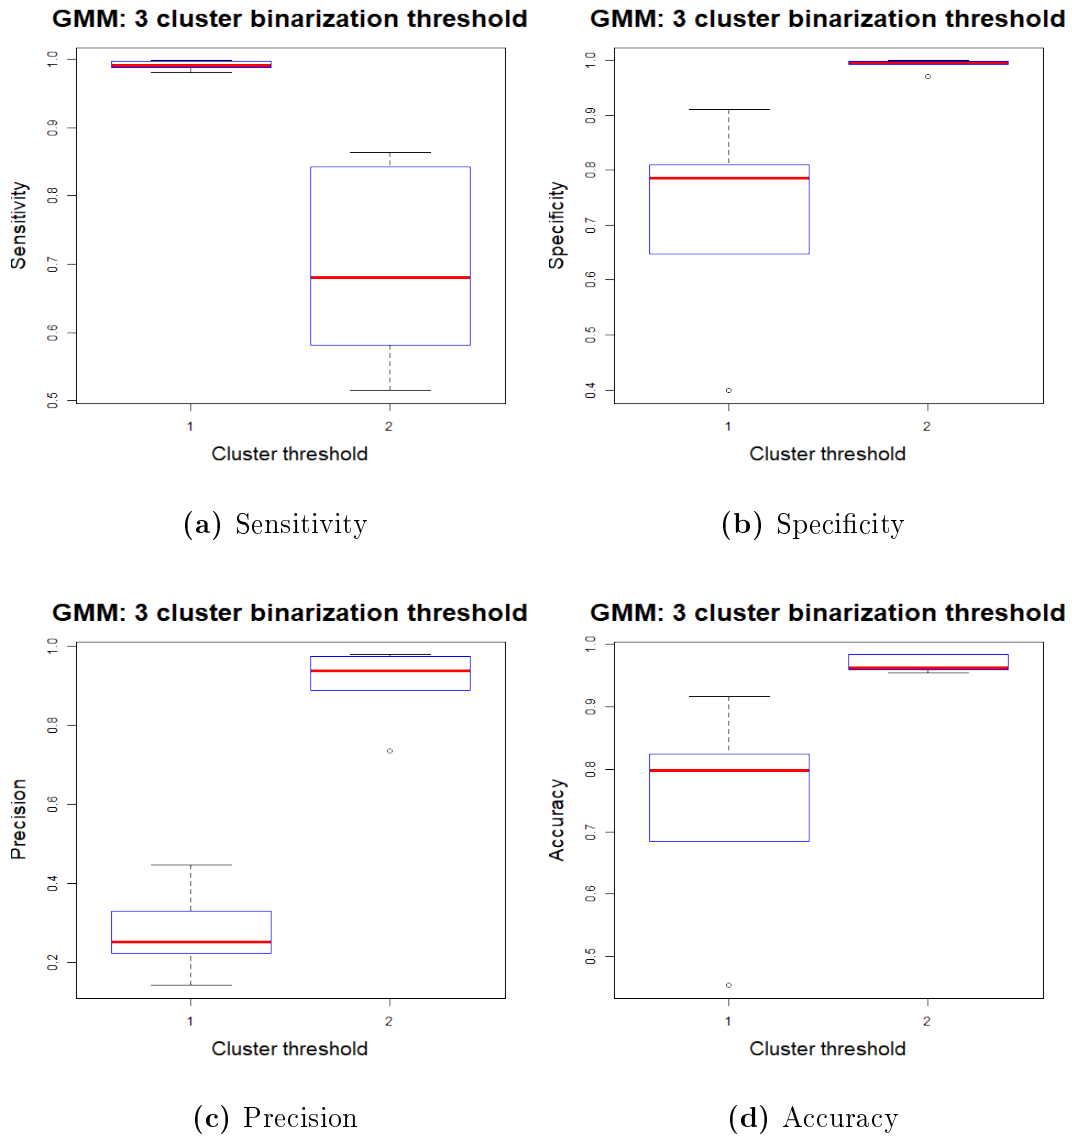 GMM: 3 cluster binarization threshold
Sensitivity
1.0
0.9
0.8
0.7
0.6
0.5
1
2
Cluster threshold
(a) Sensitivity
GMM: 3 cluster binarization threshold
Specificity
1.0
0.9
0.8
0.7
0.6
0.5
0.4
1
2
Cluster threshold
(b) Specificity
GMM: 3 cluster binarization threshold
Precision
1.0
0.8
0.6
0.4
0.2
1
2
Cluster threshold
(c) Precision
GMM: 3 cluster binarization threshold
Accuracy
1.0
0.9
0.8
0.7
0.6
0.5
1
2
Cluster threshold
(d) Accuracy